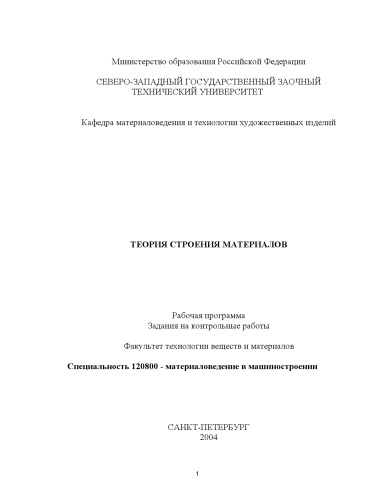 Министерство образования Российской Федерации
СЕВЕРО-ЗАПАДНЫЙ ГОСУДАРСТВЕННЫЙ ЗАОЧНЫЙ
ТЕХНИЧЕСКИЙ УНИВЕРСИТЕТ
Кафедра материаловедения и технологии художественных изделий
ТЕОРИЯ СТРОЕНИЯ МАТЕРИАЛОВ
Рабочая программа
Задания на контрольные работы
Факультет технологии веществ и материалов
Специальность 120800 - материаловедение в машиностроении
САНКТ-ПЕТЕРБУРГ
2004
1